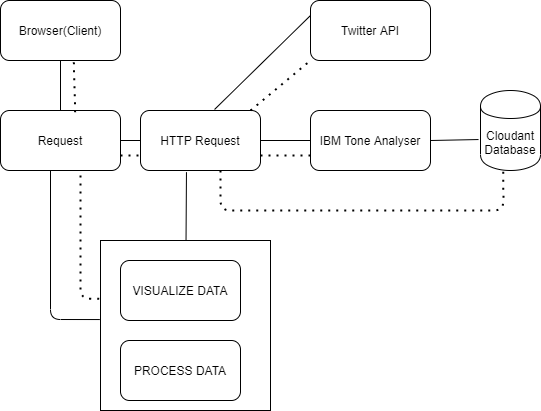 Browser(Client)
Twitter API
Request
HTTP Request
IBM Tone Analyser
Cloudant
Database
VISUALIZE DATA
PROCESS DATA